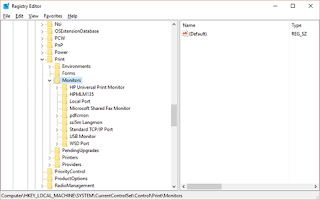 Registry Editor
File Edit View Favorites Help
Npi
OSExtensionDatabase
PCW
PnP
Power
Print
Environments
Forms
Monitors
HP Universal Print Monitor
HPMLM135
Local Port
Microsoft Shared Fax Monitor
pdfcmon
ssi5m Langmon
Standard TCP/IP Port
USB Monitor
WSD Port
PendingUpgrades
Printers
Providers
PriorityControl
ProductOptions
RadioManagement
Name Type
(Default) REG_SZ
Computer\HKEY_LOCAL_MACHINE\SYSTEM\CurrentControlSet\Control\Print\Monitors